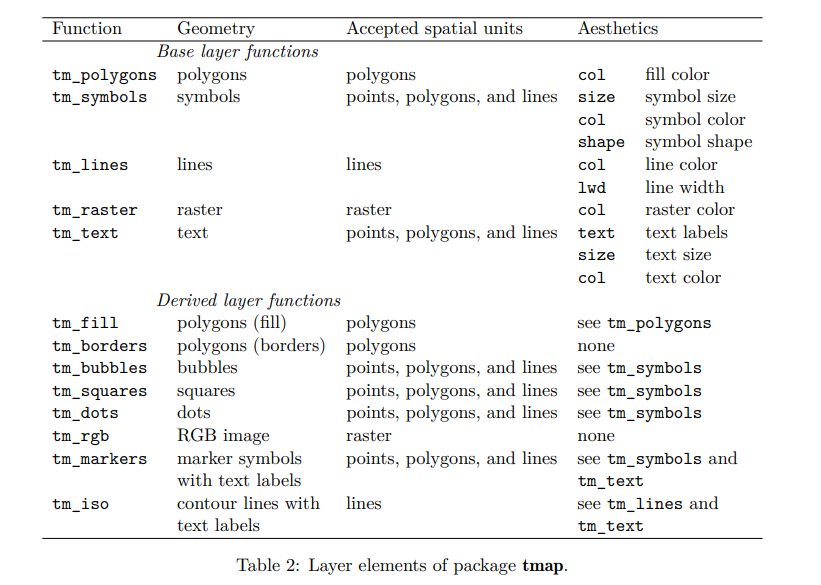 Function Geometry Accepted spatial units Aesthetics
Base layer functions
tm_polygons polygons polygons col fill color
tm_symbols symbols points, polygons, and lines size symbol size
col symbol color
shape symbol shape
tm_lines lines lines col line color
lwd line width
tm_raster raster raster col raster color
tm_text text points, polygons, and lines text text labels
size text size
col text color
Derived layer functions
tm_fill polygons (fill) polygons see tm_polygons
tm_borders polygons (borders) polygons none
tm_bubbles bubbles points, polygons, and lines see tm_symbols
tm_squares squares points, polygons, and lines see tm_symbols
tm_dots dots points, polygons, and lines see tm_symbols
tm_rgb RGB image raster none
tm_markers marker symbols points, polygons, and lines see tm_symbols and
with text labels tm_text
tm_iso contour lines with lines see tm_lines and
text labels tm_text
Table 2: Layer elements of package tmap.